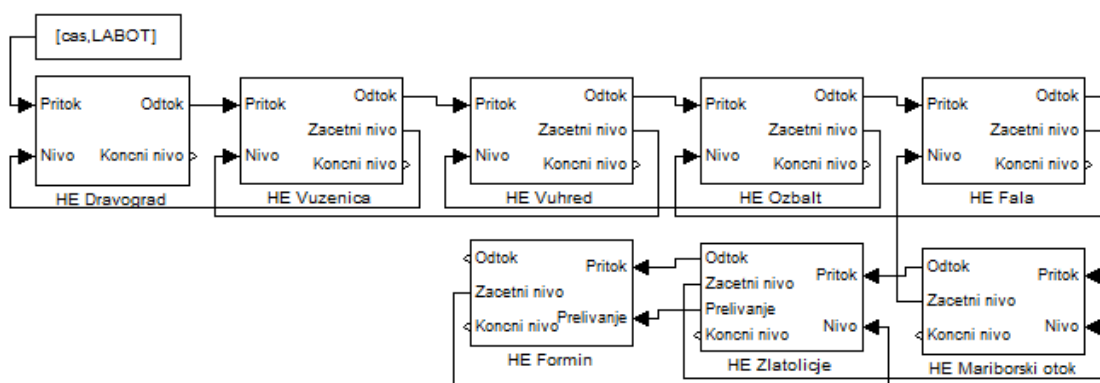 [cas,LABOT]
Pritok
Odtok
Nivo
Koncni nivo
HE Dravograd
Pritok
Odtok
Zacetni nivo
Nivo
Koncni nivo
HE Vuzenica
Pritok
Odtok
Zacetni nivo
Nivo
Koncni nivo
HE Vuhred
Pritok
Odtok
Zacetni nivo
Nivo
Koncni nivo
HE Ozbalt
Pritok
Odtok
Zacetni nivo
Nivo
Koncni nivo
HE Fala
Odtok
Pritok
Zacetni nivo
Koncni nivo
Prelivanje
HE Formin
Odtok
Zacetni nivo
Pritok
Prelivanje
Koncni nivo
Nivo
HE Zlatolicje
Odtok
Pritok
Zacetni nivo
Koncni nivo
Nivo
HE Mariborski otok